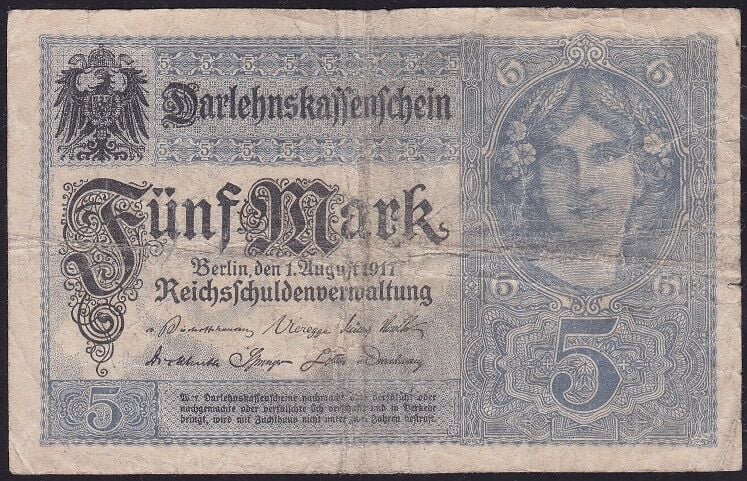 Darlehnskassenschein
Fünf Mark
Berlin, den 1. August 1917
Reichsschuldenverwaltung
5
Wer Darlehnskassenscheine nachmacht oder verfälscht oder
nachgemachte oder verfälschte sich verschafft und in Verkehr
bringt, wird mit Zuchthaus nicht unter zwei Jahren bestraft.
5 5
5 5
5